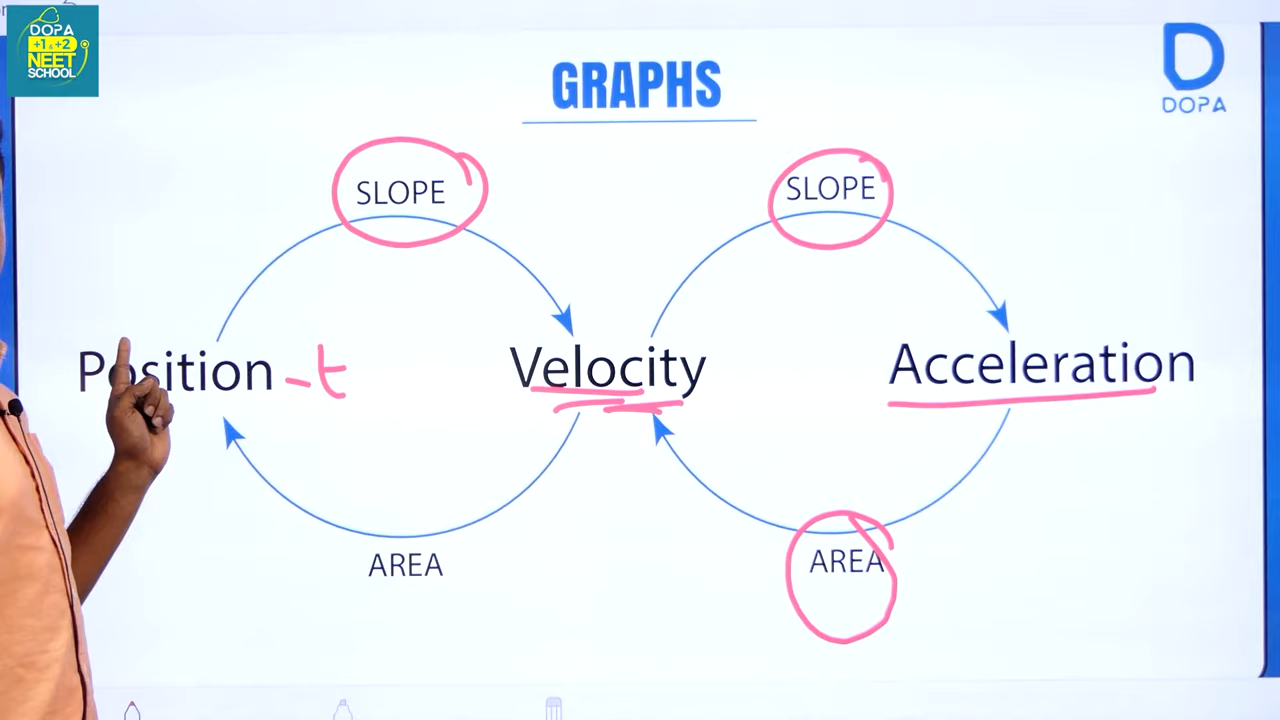 DOPA
+1 & +2
NEET
SCHOOL
GRAPHS
DOPA
SLOPE
SLOPE
Position - t
Velocity
Acceleration
AREA
AREA